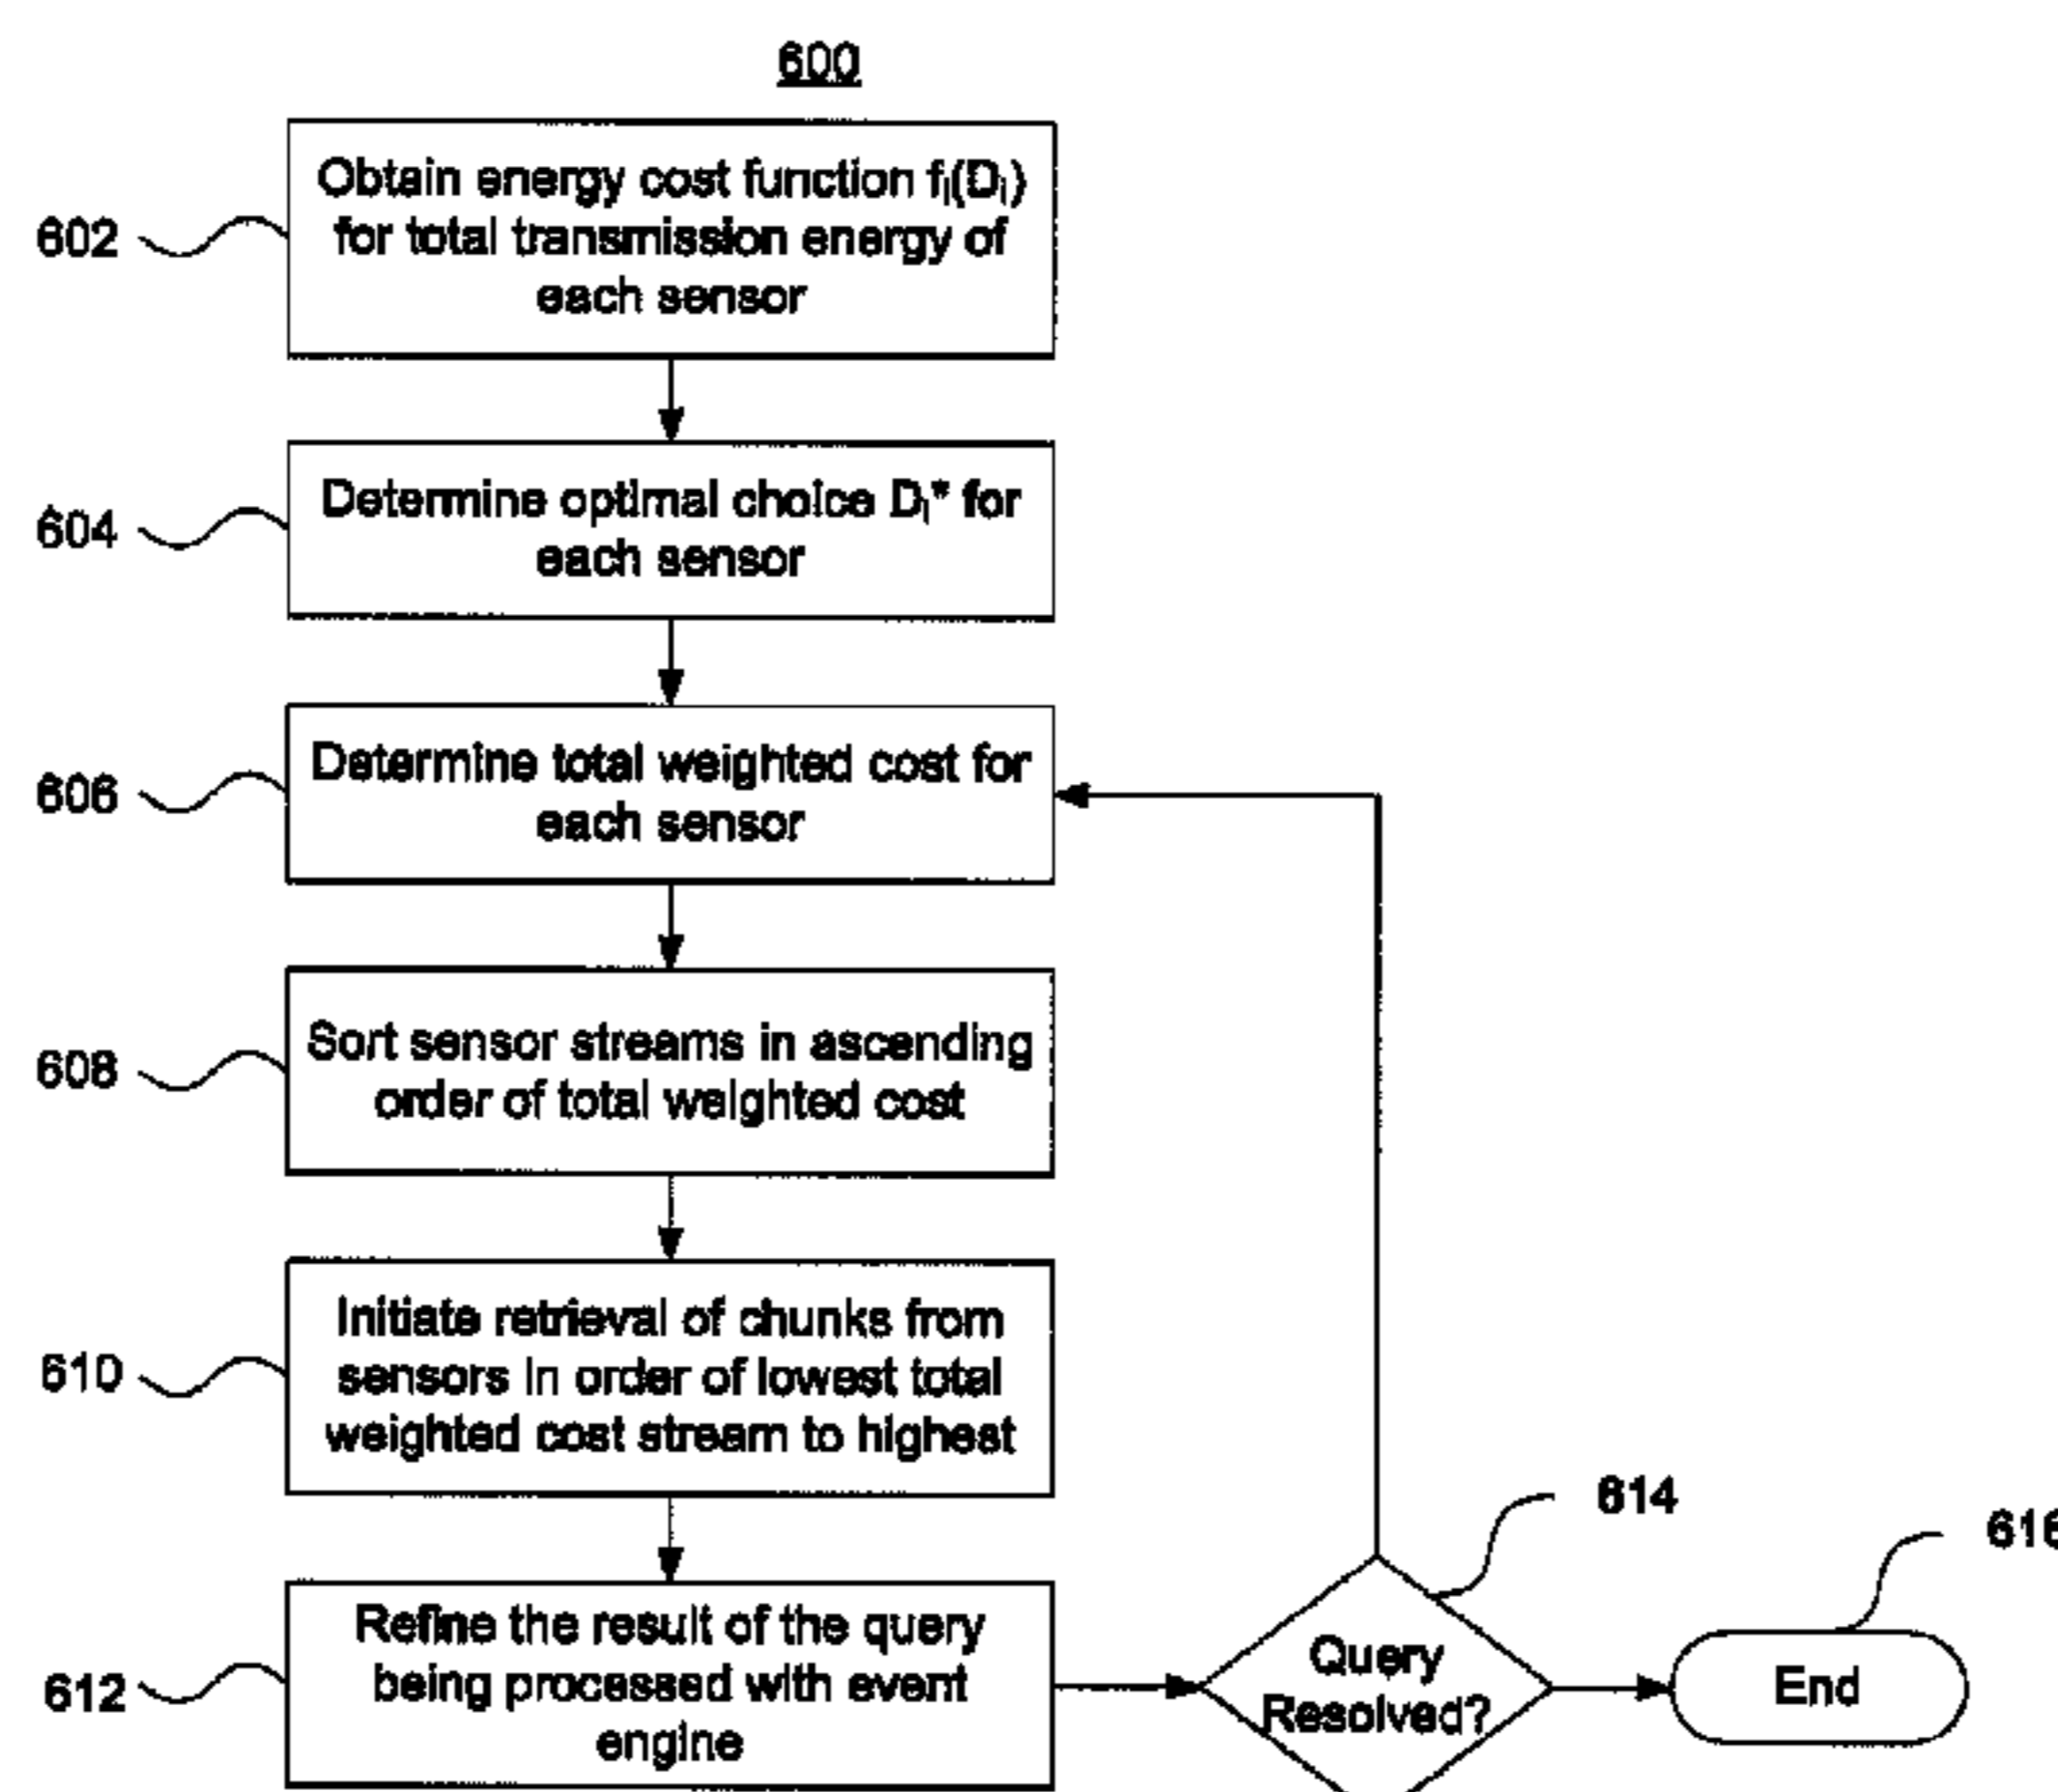 600
602
Obtain energy cost function fᵢ(Dᵢ)
for total transmission energy of
each sensor
604
Determine optimal choice Dᵢ* for
each sensor
606
Determine total weighted cost for
each sensor
608
Sort sensor streams in ascending
order of total weighted cost
610
Initiate retrieval of chunks from
sensors in order of lowest total
weighted cost stream to highest
612
Refine the result of the query
being processed with event
engine
614
Query
Resolved?
616
End